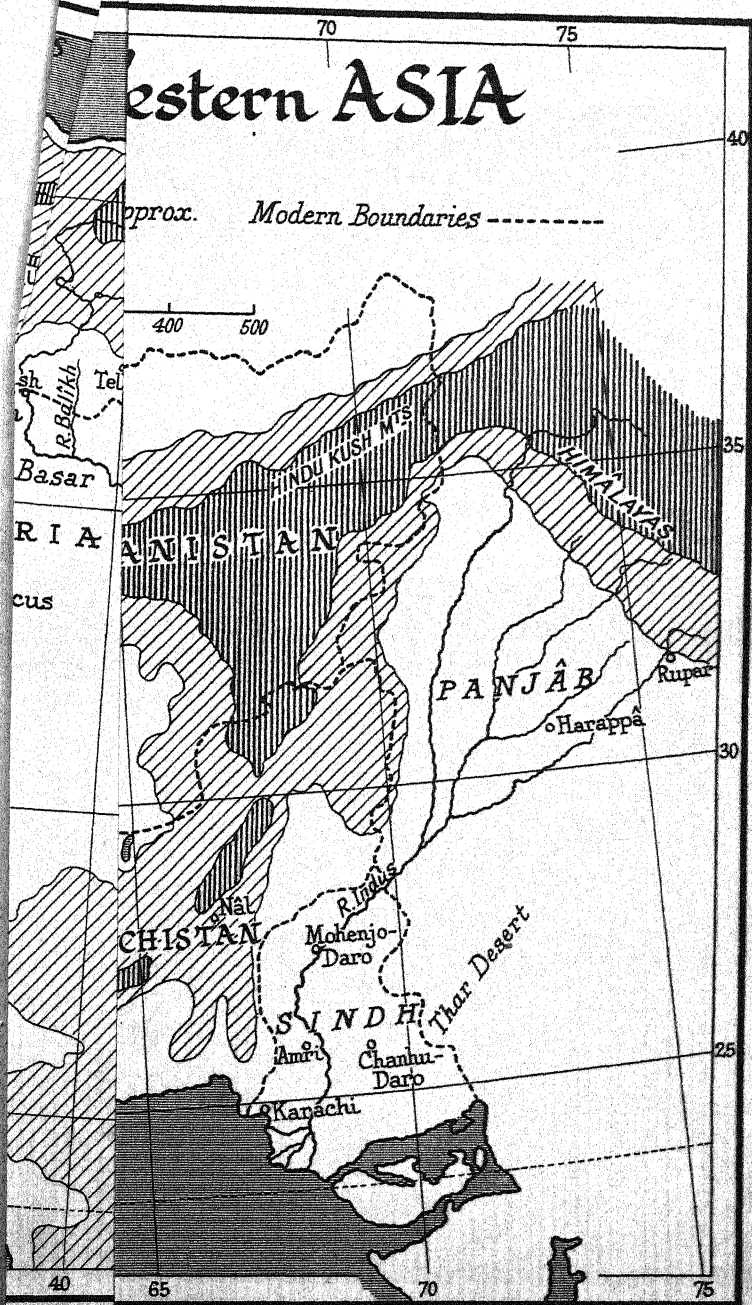 70 75
estern ASIA
40
pprox. Modern Boundaries
400 500
R. Balikh
Tel
sh
HINDU KUSH MTS
35
HIMÂLAYAS
Basar
RIA
ANISTAN
cus
PANJÂB
Rupar
Harappâ
30
R. Indus
Nâl
CHISTAN
Mohenjo-
Daro
Thar Desert
SINDH
Amri
Chanhu-
Daro
25
Karachi
40 65 70 75